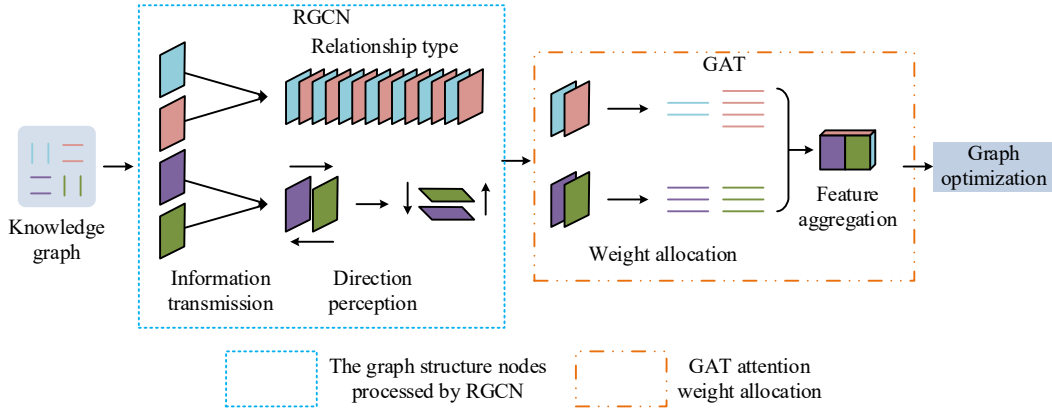 RGCN
Relationship type
Knowledge
graph
Information
transmission
Direction
perception
GAT
Weight allocation
Feature
aggregation
Graph
optimization
The graph structure nodes
processed by RGCN
GAT attention
weight allocation